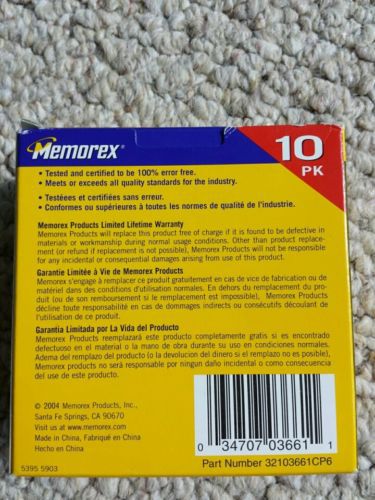 Memorex®
10
PK
• Tested and certified to be 100% error free.
• Meets or exceeds all quality standards for the industry.
• Testées et certifiées sans erreur.
• Conformes ou supérieures à toutes les normes de qualité de l'industrie.
Memorex Products Limited Lifetime Warranty
Memorex Products will replace this product free of charge if it is found to be defective in
materials or workmanship during normal usage conditions. Other than product replace-
ment (or refund if replacement is not possible), Memorex Products will not be responsible
for any incidental or consequential damages arising from use of this product.
Garantie Limitée à Vie de Memorex Products
Memorex s'engage à remplacer ce produit gratuitement en cas de vice de fabrication ou de
matériel dans des conditions d'utilisation normales. En dehors du remplacement du pro-
duit (ou de son remboursement si le remplacement est impossible), Memorex Products
décline toute responsabilité en cas de dommages indirects ou consécutifs découlant de
l'utilisation de ce produit.
Garantia Limitada por La Vida del Producto
Memorex Products reemplazará este producto completamente gratis si es encontrado
defectuoso en el material o la mano de obra durante su uso en condiciones normales.
Adema del remplazo del producto (o la devolucion de dinero si el remplazo no es posible),
Memorex Products no será responsable por ningun daño incidental o como consecuencia
del uso de este producto.
© 2004 Memorex Products, Inc.,
Santa Fe Springs, CA 90670
Visit us at www.memorex.com
Made in China, Fabriqué en China
Hecho en China
0 34707 03661 1
Part Number 32103661CP6
5395 5903